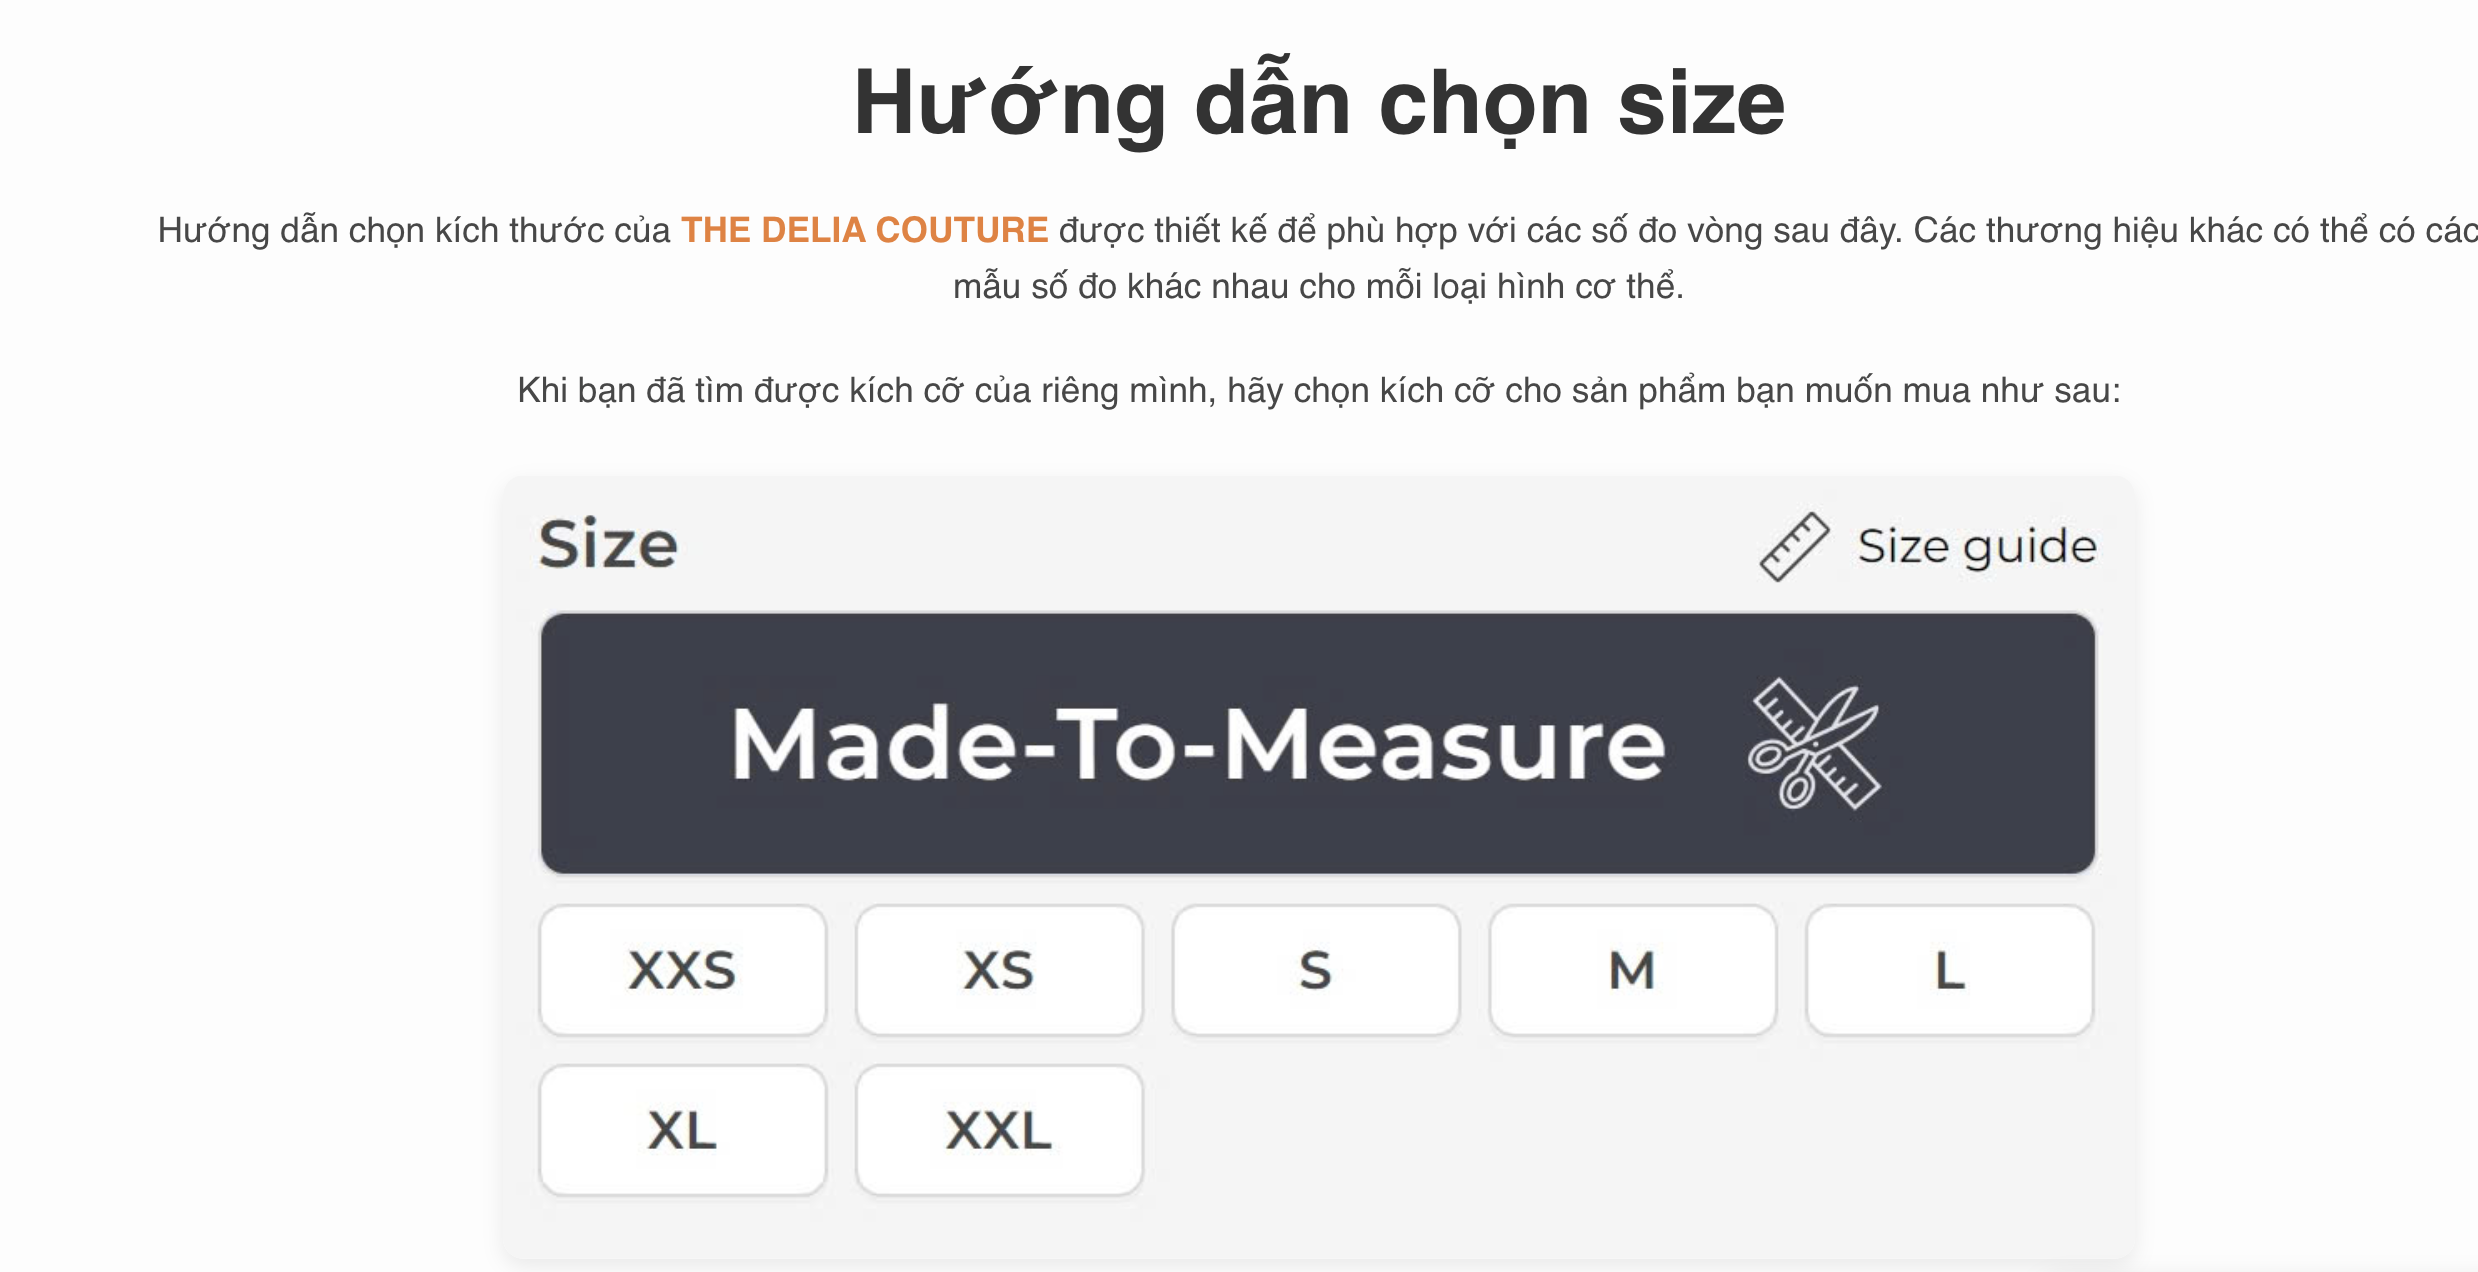 Hướng dẫn chọn size
Hướng dẫn chọn kích thước của THE DELIA COUTURE được thiết kế để phù hợp với các số đo vòng sau đây. Các thương hiệu khác có thể có các
mẫu số đo khác nhau cho mỗi loại hình cơ thể.
Khi bạn đã tìm được kích cỡ của riêng mình, hãy chọn kích cỡ cho sản phẩm bạn muốn mua như sau:
Size
Size guide
Made-To-Measure
XXS XS S M L
XL XXL